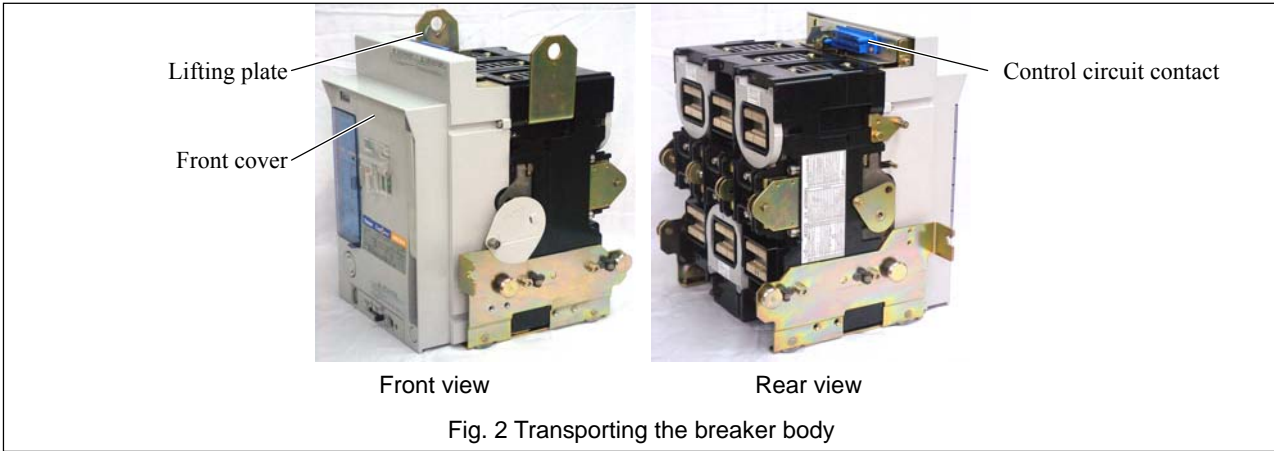 Lifting plate
Control circuit contact
Front cover
Front view
Rear view
Fig. 2 Transporting the breaker body